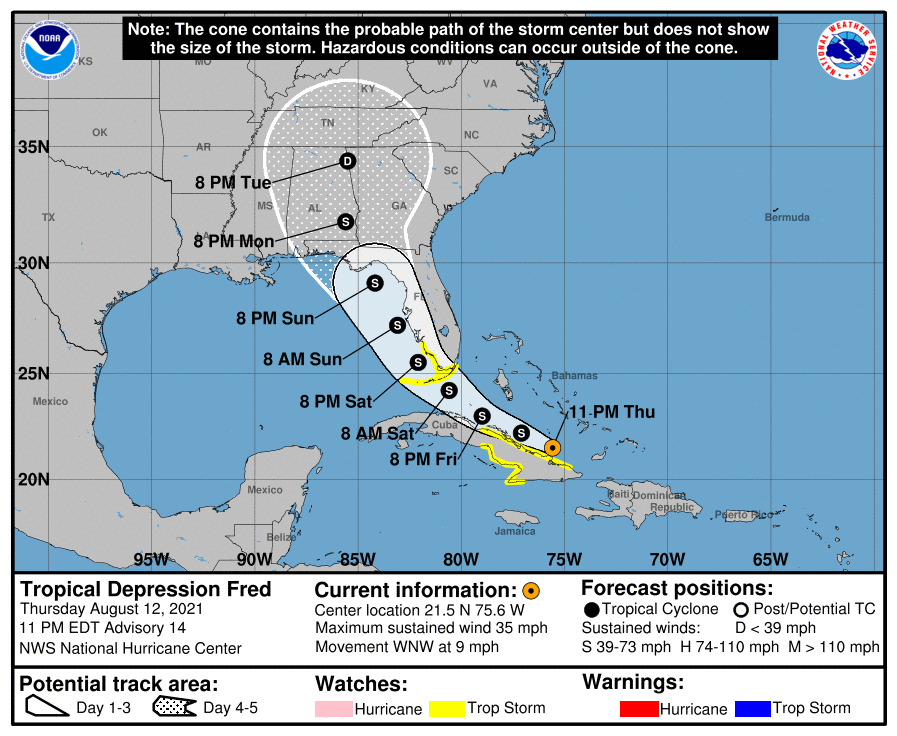 Note: The cone contains the probable path of the storm center but does not show
the size of the storm. Hazardous conditions can occur outside of the cone.
NOAA
NATIONAL WEATHER SERVICE
KS
MO
KY
WV
VA
35N
OK
AR
TN
NC
8 PM Tue
D
SC
TX
MS
AL
GA
Bermuda
LA
8 PM Mon
S
30N
8 PM Sun
S
FL
8 AM Sun
S
25N
S
8 PM Sat
S
Bahamas
Mexico
8 AM Sat
Cuba
S
S
11 PM Thu
8 PM Fri
20N
Mexico
Haiti
Dominican
Republic
Puerto Rico
Jamaica
Belize
95W
90W
85W
80W
75W
70W
65W
Tropical Depression Fred
Thursday August 12, 2021
11 PM EDT Advisory 14
NWS National Hurricane Center
Current information:
Center location 21.5 N 75.6 W
Maximum sustained wind 35 mph
Movement WNW at 9 mph
Forecast positions:
Tropical Cyclone
Post/Potential TC
Sustained winds:
D < 39 mph
S 39-73 mph
H 74-110 mph
M > 110 mph
Potential track area:
Day 1-3
Day 4-5
Watches:
Hurricane
Trop Storm
Warnings:
Hurricane
Trop Storm